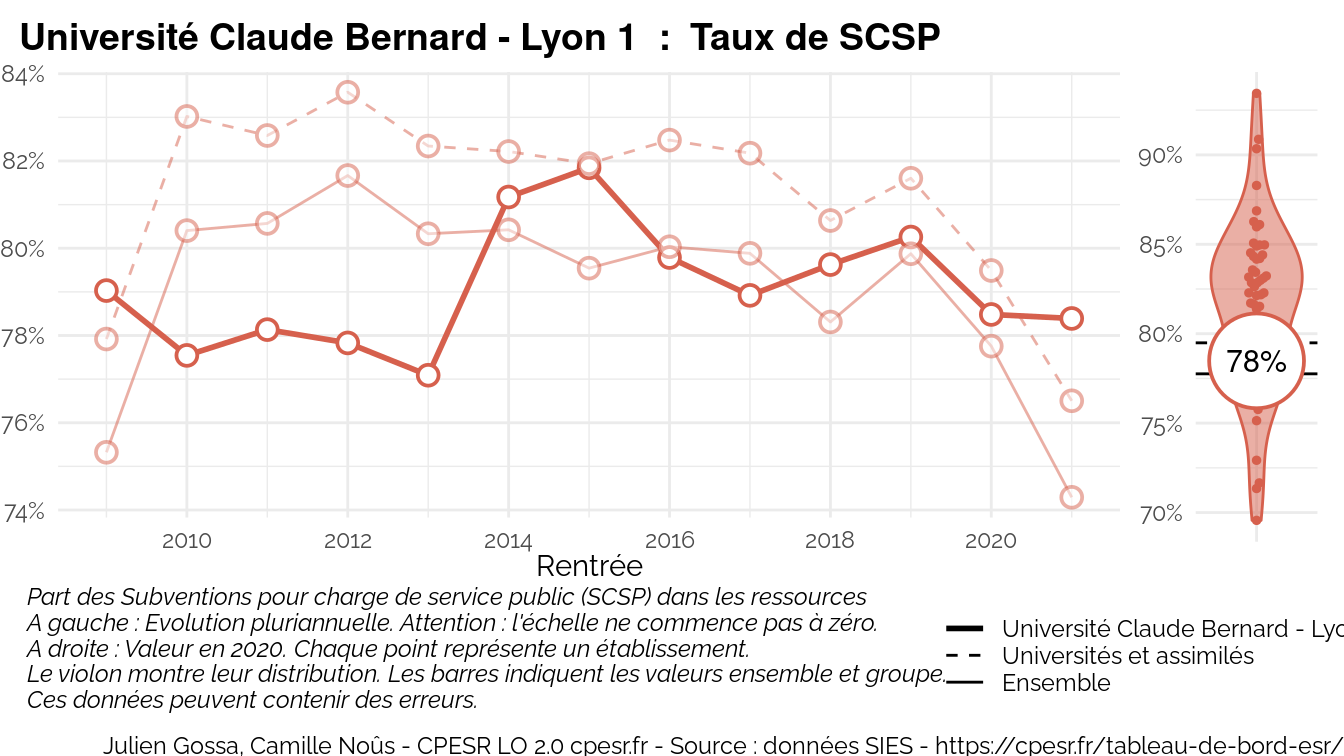 Université Claude Bernard - Lyon 1  :  Taux de SCSP
84%
82%
80%
78%
76%
74%
2010 2012 2014 2016 2018 2020
Rentrée
90%
85%
80%
75%
70%
78%
Part des Subventions pour charge de service public (SCSP) dans les ressources
A gauche : Evolution pluriannuelle. Attention : l'échelle ne commence pas à zéro.
A droite : Valeur en 2020. Chaque point représente un établissement.
Le violon montre leur distribution. Les barres indiquent les valeurs ensemble et groupe.
Ces données peuvent contenir des erreurs.
Université Claude Bernard - Lyo
Universités et assimilés
Ensemble
Julien Gossa, Camille Noûs - CPESR LO 2.0 cpesr.fr - Source : données SIES - https://cpesr.fr/tableau-de-bord-esr/